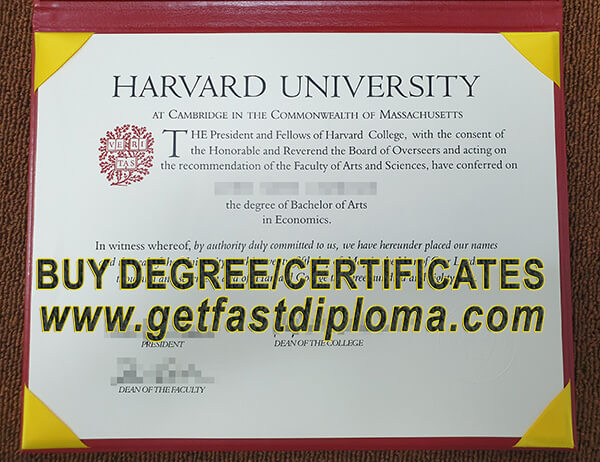 HARVARD UNIVERSITY
AT CAMBRIDGE IN THE COMMONWEALTH OF MASSACHUSETTS
VE RI
TAS
THE President and Fellows of Harvard College, with the consent of
the Honorable and Reverend the Board of Overseers and acting on
the recommendation of the Faculty of Arts and Sciences, have conferred on
the degree of Bachelor of Arts
in Economics.
In witness whereof, by authority duly committed to us, we have hereunder placed our names
BUY DEGREE/CERTIFICATES
www.getfastdiploma.com
PRESIDENT
DEAN OF THE COLLEGE
DEAN OF THE FACULTY